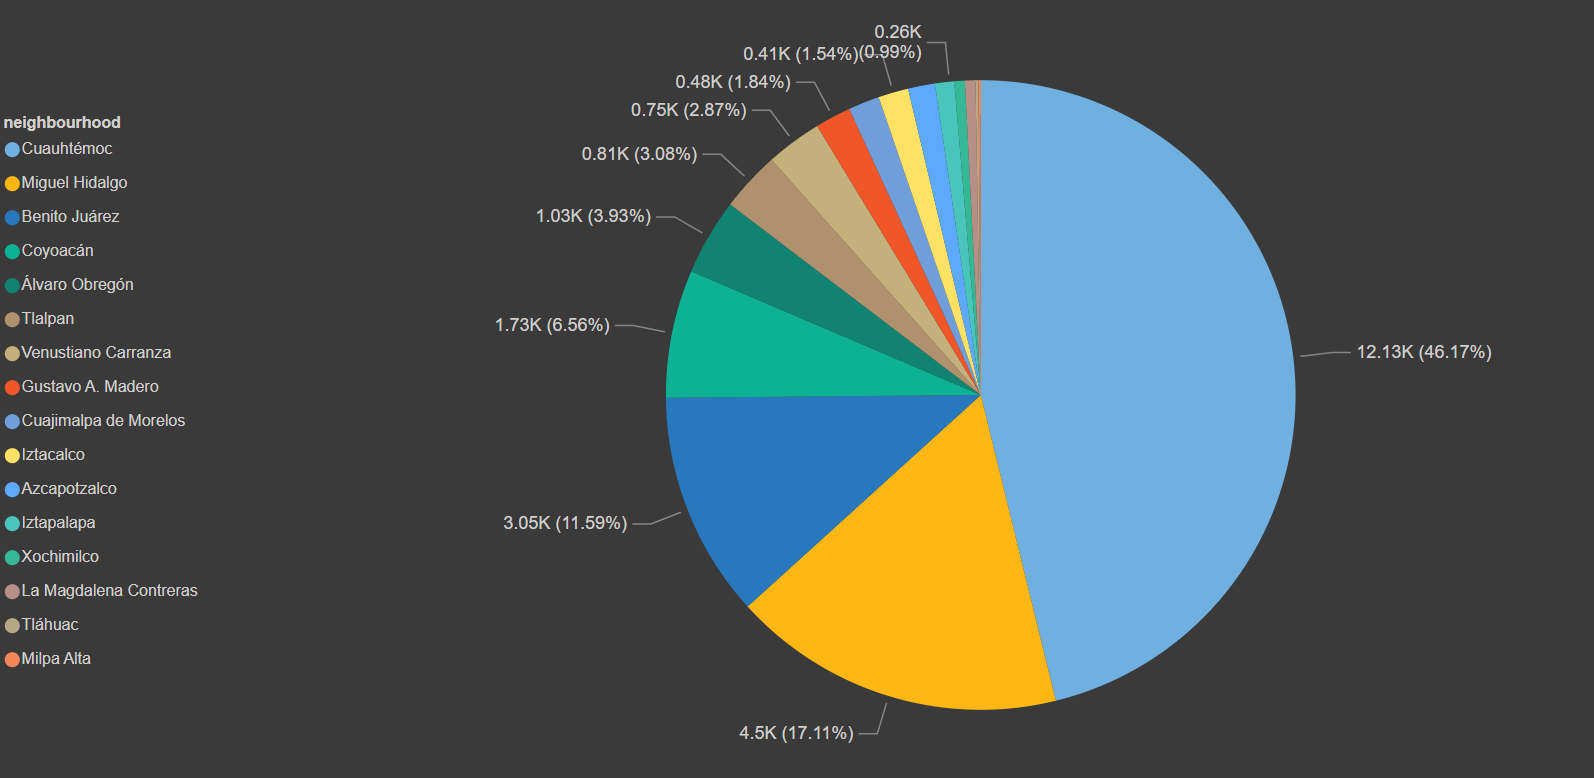 neighbourhood
Cuauhtémoc
Miguel Hidalgo
Benito Juárez
Coyoacán
Álvaro Obregón
Tlalpan
Venustiano Carranza
Gustavo A. Madero
Cuajimalpa de Morelos
Iztacalco
Azcapotzalco
Iztapalapa
Xochimilco
La Magdalena Contreras
Tláhuac
Milpa Alta
0.26K
(0.99%)
0.41K (1.54%)
0.48K (1.84%)
0.75K (2.87%)
0.81K (3.08%)
1.03K (3.93%)
1.73K (6.56%)
12.13K (46.17%)
3.05K (11.59%)
4.5K (17.11%)